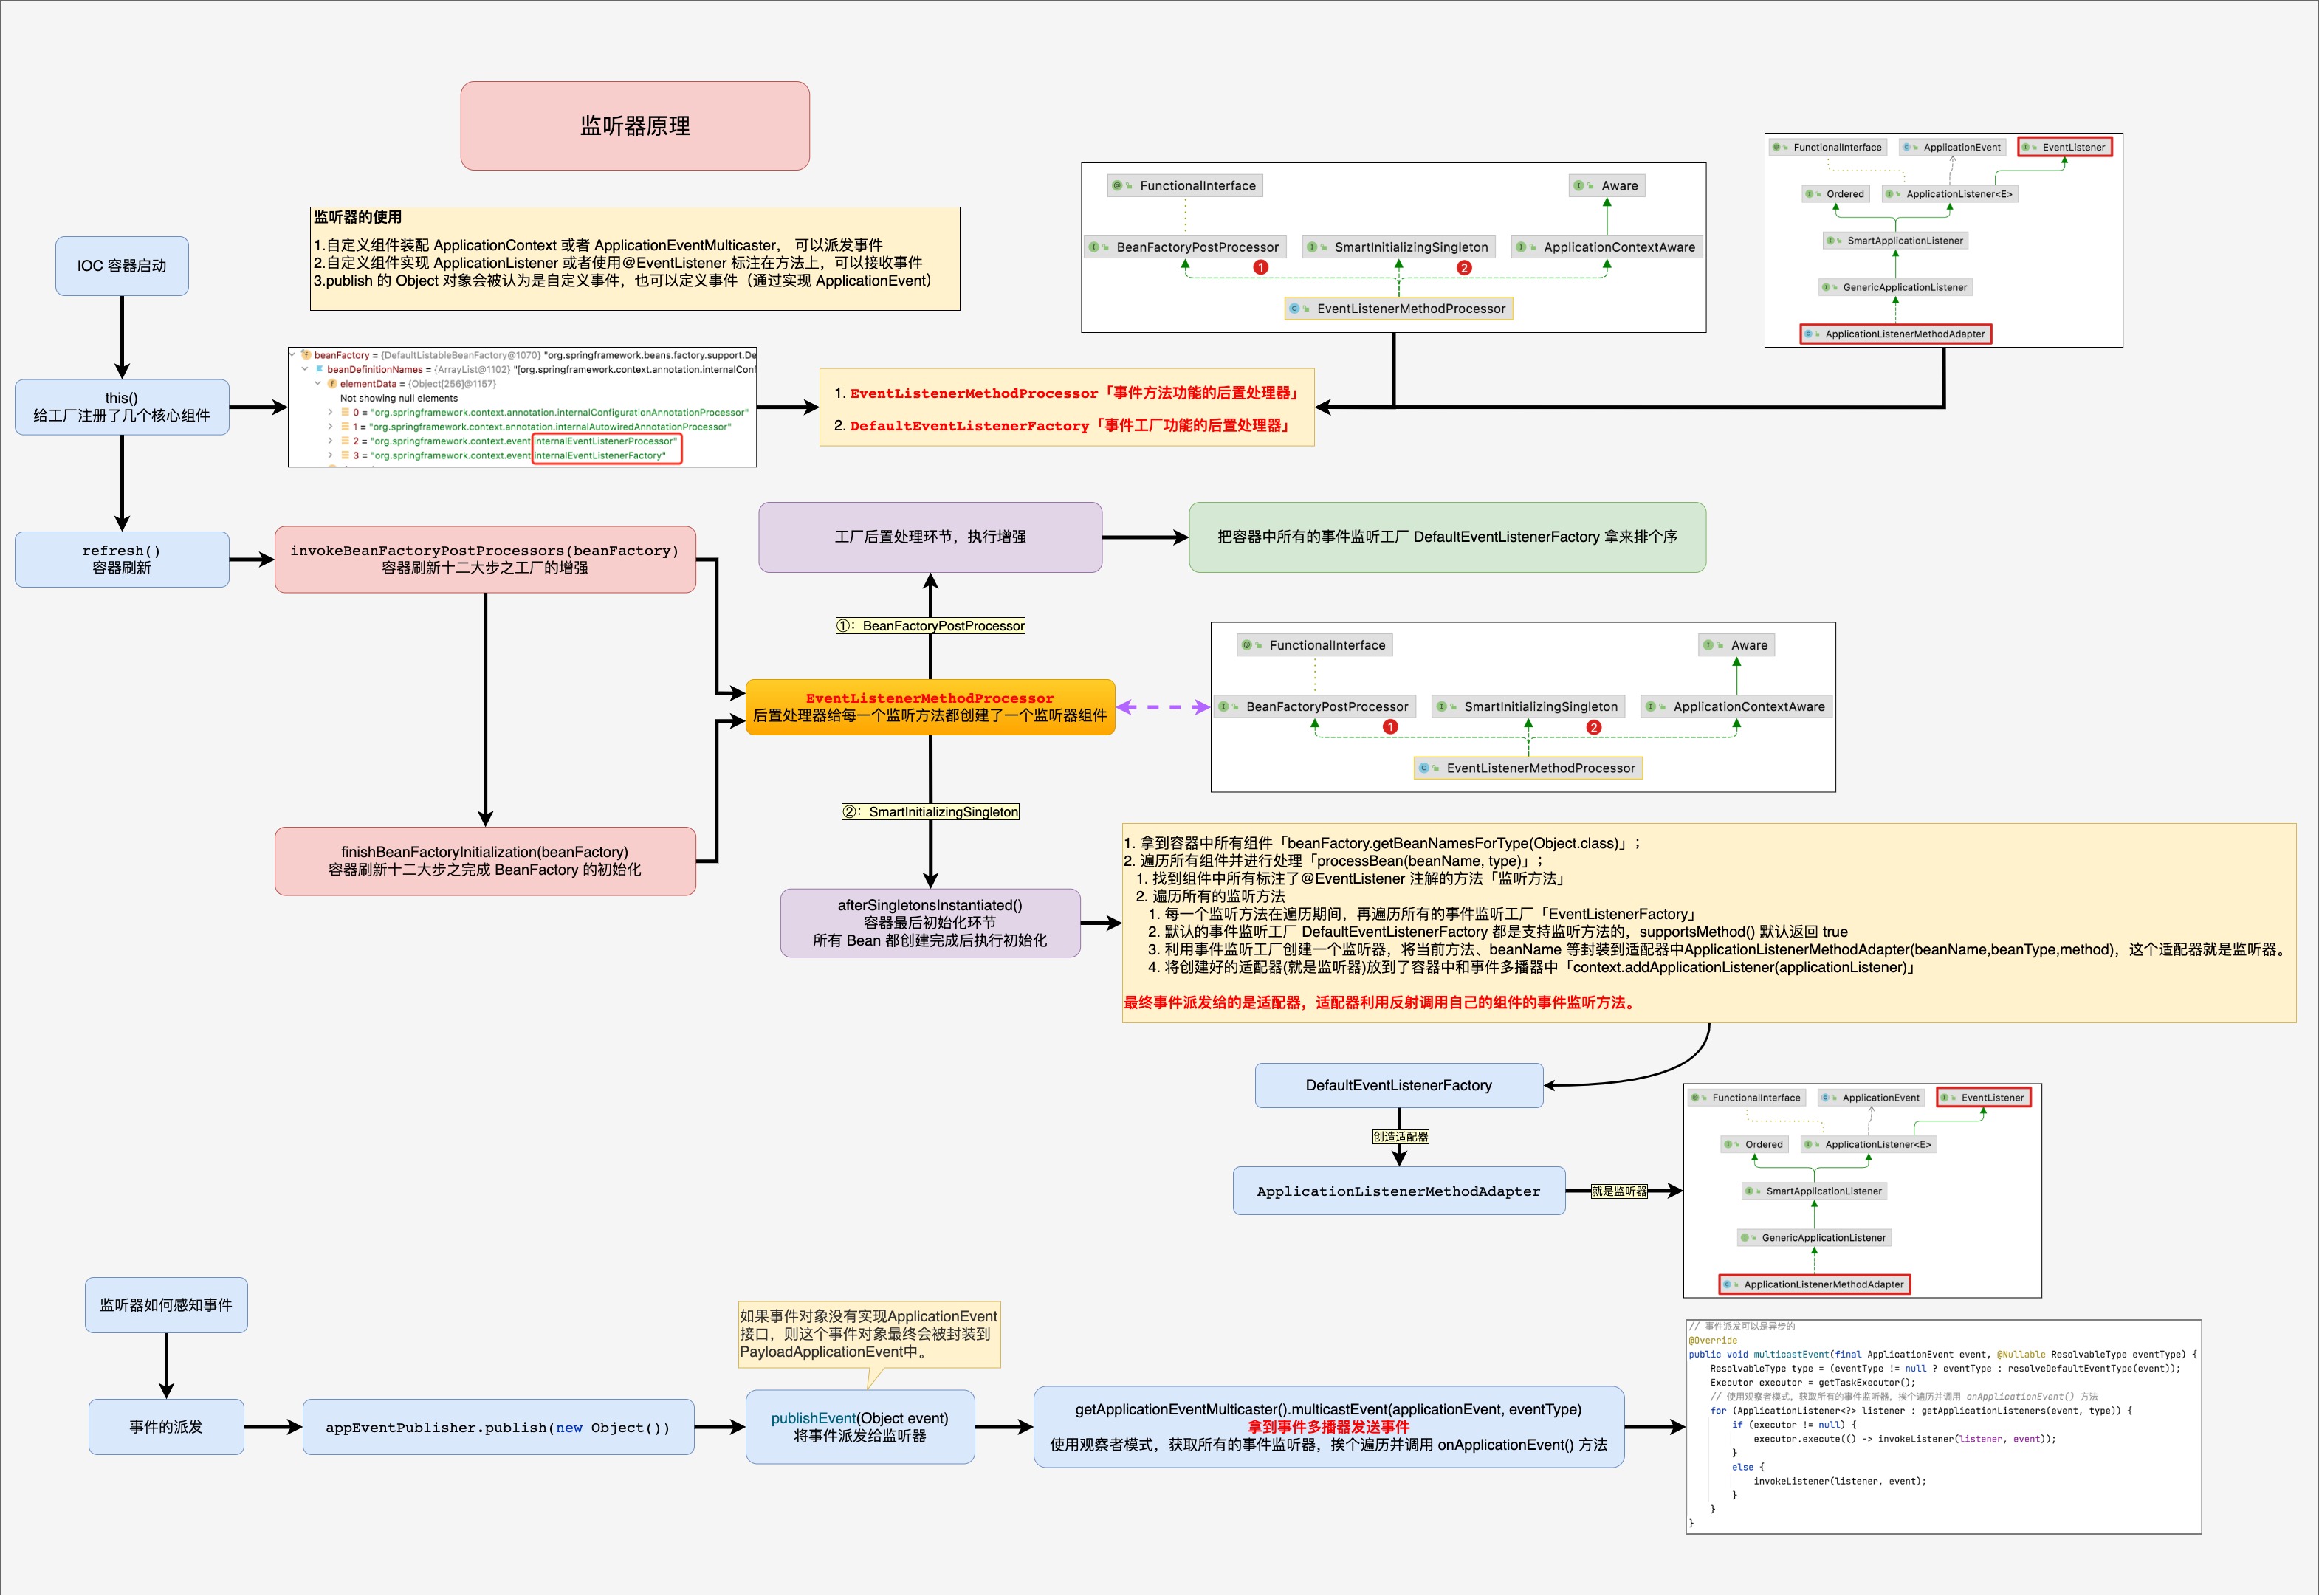 监听器原理
监听器的使用
1.自定义组件装配 ApplicationContext 或者 ApplicationEventMulticaster， 可以派发事件
2.自定义组件实现 ApplicationListener 或者使用@EventListener 标注在方法上，可以接收事件
3.publish 的 Object 对象会被认为是自定义事件，也可以定义事件（通过实现 ApplicationEvent）
IOC 容器启动
this()
给工厂注册了几个核心组件
beanFactory = {DefaultListableBeanFactory@1070} "org.springframework.beans.factory.support.De
beanDefinitionNames = {ArrayList@1102} "[org.springframework.context.annotation.internalConf
elementData = {Object[256]@1157}
Not showing null elements
0 = "org.springframework.context.annotation.internalConfigurationAnnotationProcessor"
1 = "org.springframework.context.annotation.internalAutowiredAnnotationProcessor"
2 = "org.springframework.context.event.internalEventListenerProcessor"
3 = "org.springframework.context.event.internalEventListenerFactory"
1. EventListenerMethodProcessor「事件方法功能的后置处理器」
2. DefaultEventListenerFactory「事件工厂功能的后置处理器」
FunctionalInterface
Aware
BeanFactoryPostProcessor
SmartInitializingSingleton
ApplicationContextAware
1
2
EventListenerMethodProcessor
FunctionalInterface
ApplicationEvent
EventListener
Ordered
ApplicationListener<E>
SmartApplicationListener
GenericApplicationListener
ApplicationListenerMethodAdapter
refresh()
容器刷新
invokeBeanFactoryPostProcessors(beanFactory)
容器刷新十二大步之工厂的增强
工厂后置处理环节，执行增强
把容器中所有的事件监听工厂 DefaultEventListenerFactory 拿来排个序
①：BeanFactoryPostProcessor
EventListenerMethodProcessor
后置处理器给每一个监听方法都创建了一个监听器组件
FunctionalInterface
Aware
BeanFactoryPostProcessor
SmartInitializingSingleton
ApplicationContextAware
1
2
EventListenerMethodProcessor
②：SmartInitializingSingleton
finishBeanFactoryInitialization(beanFactory)
容器刷新十二大步之完成 BeanFactory 的初始化
afterSingletonsInstantiated()
容器最后初始化环节
所有 Bean 都创建完成后执行初始化
1. 拿到容器中所有组件「beanFactory.getBeanNamesForType(Object.class)」；
2. 遍历所有组件并进行处理「processBean(beanName, type)」；
1. 找到组件中所有标注了@EventListener 注解的方法「监听方法」
2. 遍历所有的监听方法
1. 每一个监听方法在遍历期间，再遍历所有的事件监听工厂「EventListenerFactory」
2. 默认的事件监听工厂 DefaultEventListenerFactory 都是支持监听方法的，supportsMethod() 默认返回 true
3. 利用事件监听工厂创建一个监听器，将当前方法、beanName 等封装到适配器中ApplicationListenerMethodAdapter(beanName,beanType,method)，这个适配器就是监听器。
4. 将创建好的适配器(就是监听器)放到了容器中和事件多播器中「context.addApplicationListener(applicationListener)」
最终事件派发给的是适配器，适配器利用反射调用自己的组件的事件监听方法。
DefaultEventListenerFactory
创造适配器
ApplicationListenerMethodAdapter
就是监听器
FunctionalInterface
ApplicationEvent
EventListener
Ordered
ApplicationListener<E>
SmartApplicationListener
GenericApplicationListener
ApplicationListenerMethodAdapter
监听器如何感知事件
事件的派发
appEventPublisher.publish(new Object())
如果事件对象没有实现ApplicationEvent
接口，则这个事件对象最终会被封装到
PayloadApplicationEvent中。
publishEvent(Object event)
将事件派发给监听器
getApplicationEventMulticaster().multicastEvent(applicationEvent, eventType)
拿到事件多播器发送事件
使用观察者模式，获取所有的事件监听器，挨个遍历并调用 onApplicationEvent() 方法
// 事件派发可以是异步的
@Override
public void multicastEvent(final ApplicationEvent event, @Nullable ResolvableType eventType) {
ResolvableType type = (eventType != null ? eventType : resolveDefaultEventType(event));
Executor executor = getTaskExecutor();
// 使用观察者模式，获取所有的事件监听器，挨个遍历并调用 onApplicationEvent() 方法
for (ApplicationListener<?> listener : getApplicationListeners(event, type)) {
if (executor != null) {
executor.execute(() -> invokeListener(listener, event));
}
else {
invokeListener(listener, event);
}
}
}